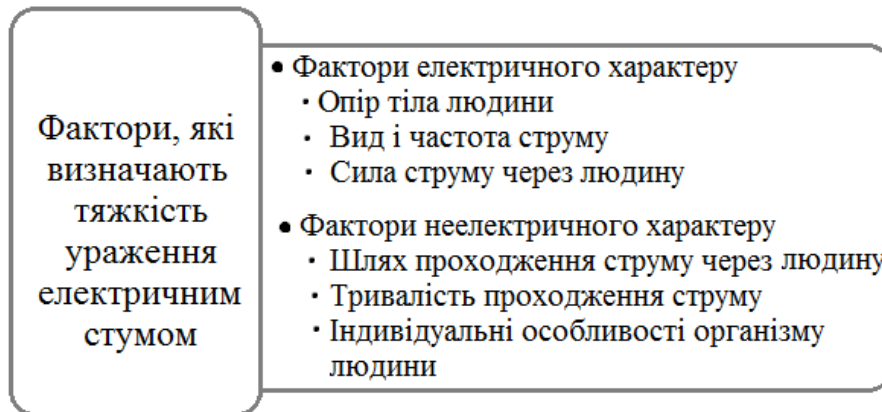 Фактори, які
визначають
тяжкість
ураження
електричним
стумом
• Фактори електричного характеру
· Опір тіла людини
· Вид і частота струму
· Сила струму через людину
• Фактори неелектричного характеру
· Шлях проходження струму через людину
· Тривалість проходження струму
· Індивідуальні особливості організму
людини